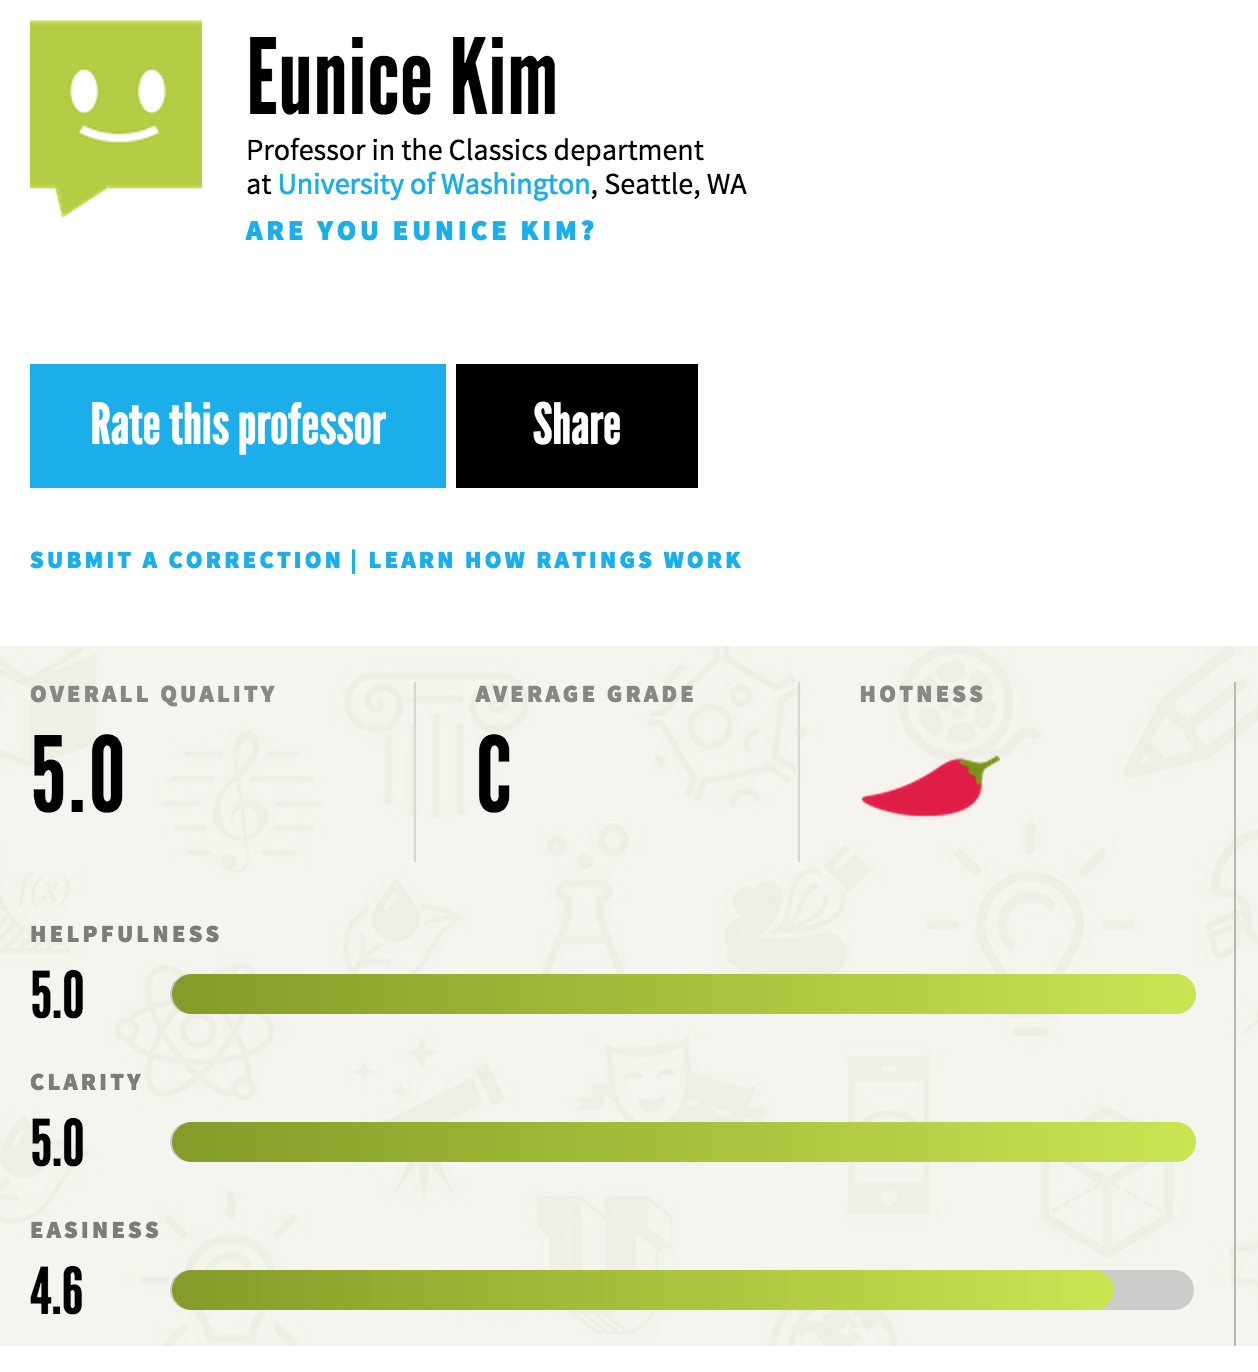 Eunice Kim
Professor in the Classics department
at University of Washington, Seattle, WA
ARE YOU EUNICE KIM?
Rate this professor
Share
SUBMIT A CORRECTION | LEARN HOW RATINGS WORK
OVERALL QUALITY
5.0
AVERAGE GRADE
C
HOTNESS
f(x)
HELPFULNESS
5.0
CLARITY
5.0
EASINESS
4.6